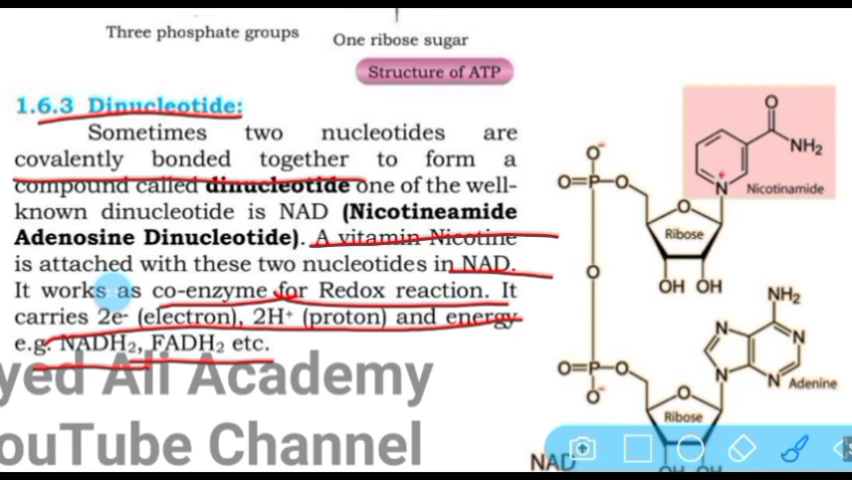 Three phosphate groups
One ribose sugar
Structure of ATP
1.6.3 Dinucleotide:
Sometimes two nucleotides are
covalently bonded together to form a
compound called dinucleotide one of the well-
known dinucleotide is NAD (Nicotineamide
Adenosine Dinucleotide). A vitamin Nicotine
is attached with these two nucleotides in NAD.
It works as co-enzyme for Redox reaction. It
carries 2e- (electron), 2H+ (proton) and energy
e.g. NADH2, FADH2 etc.
yed Ali Academy
ouTube Channel
O
NH2
N+
Nicotinamide
O-
O=P-O
O
Ribose
OH OH
O
NH2
N
N
N
N
Adenine
O=P-O
O-
O
Ribose
OH OH
NAD